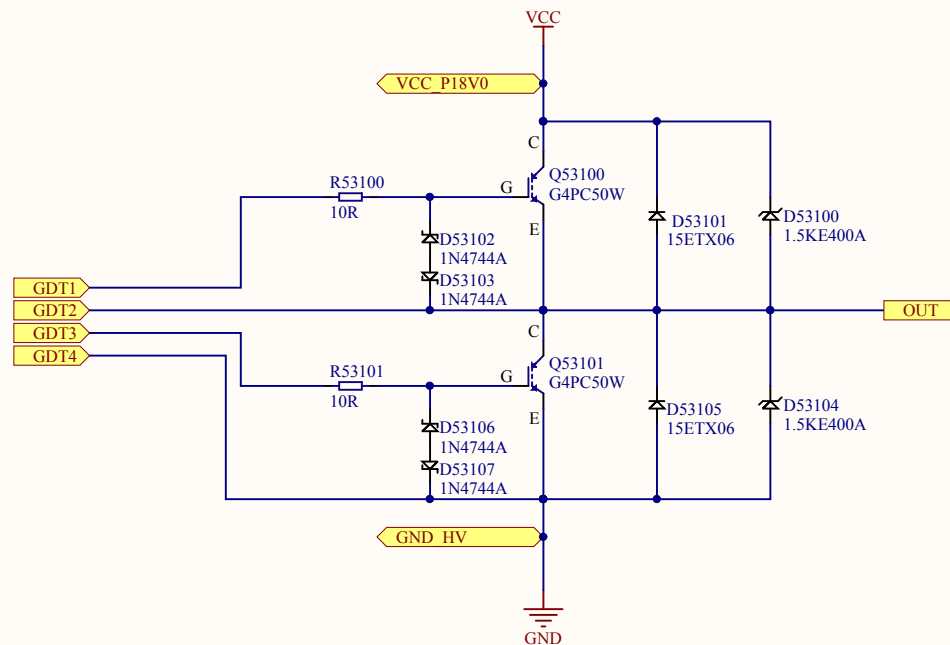 VCC
VCC_P18V0
C
Q53100
G4PC50W
R53100
G
10R
E
D53101
15ETX06
D53100
1.5KE400A
D53102
1N4744A
D53103
1N4744A
GDT1
GDT2
OUT
GDT3
GDT4
C
Q53101
G4PC50W
R53101
G
10R
E
D53105
15ETX06
D53104
1.5KE400A
D53106
1N4744A
D53107
1N4744A
GND_HV
GND